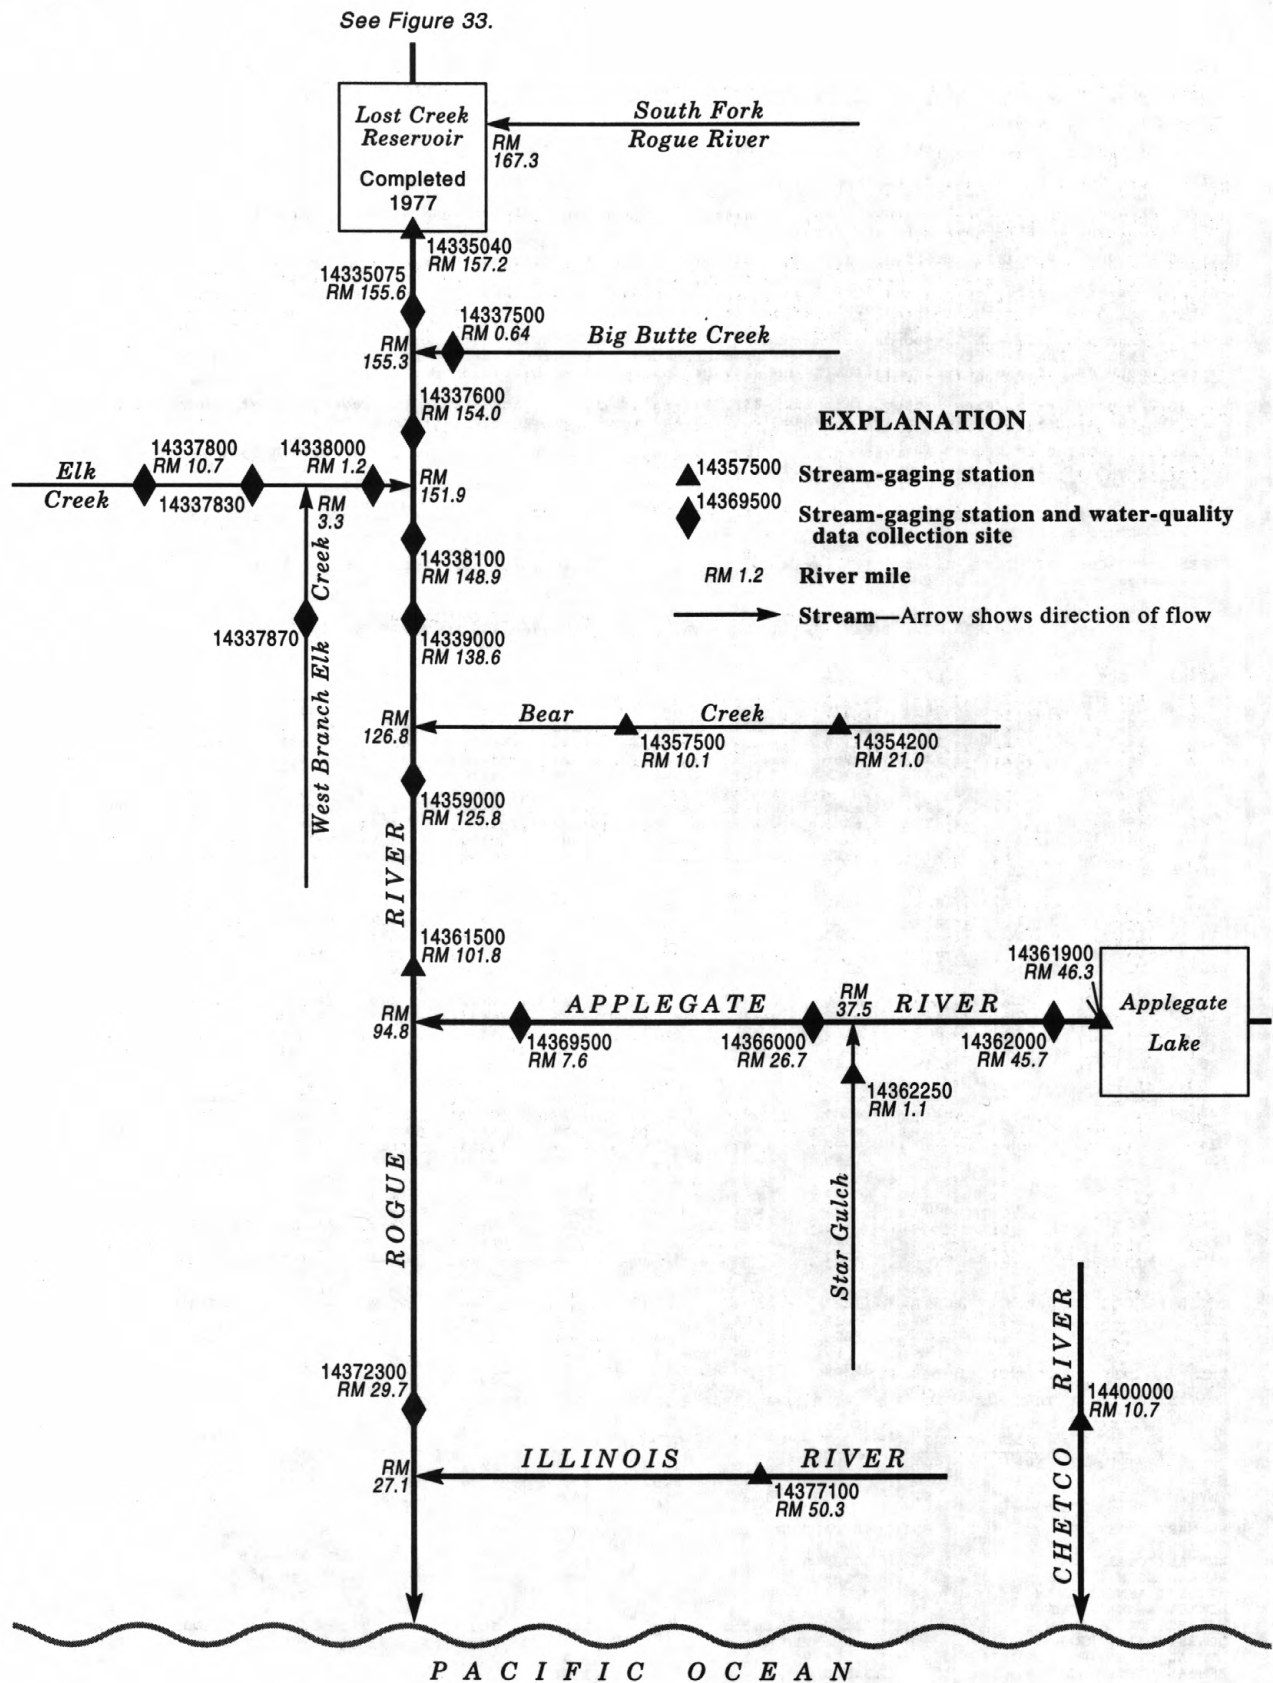 See Figure 33.
Lost Creek
Reservoir
Completed
1977
South Fork
Rogue River
RM
167.3
14335040
RM 157.2
14335075
RM 155.6
14337500
RM 0.64
Big Butte Creek
RM
155.3
14337600
RM 154.0
EXPLANATION
14357500 Stream-gaging station
14369500 Stream-gaging station and water-quality
data collection site
RM 1.2 River mile
Stream—Arrow shows direction of flow
Elk
Creek
14337800
RM 10.7
14337830
14338000
RM 1.2
RM
3.3
RM
151.9
14338100
RM 148.9
West Branch Elk Creek
14337870
14339000
RM 138.6
Bear Creek
RM
126.8
14357500
RM 10.1
14354200
RM 21.0
14359000
RM 125.8
ROGUE RIVER
14361500
RM 101.8
14361900
RM 46.3
Applegate
Lake
APPLEGATE RIVER
RM
37.5
RM
94.8
14369500
RM 7.6
14366000
RM 26.7
14362000
RM 45.7
14362250
RM 1.1
Star Gulch
14372300
RM 29.7
CHETCO RIVER
14400000
RM 10.7
ILLINOIS RIVER
RM
27.1
14377100
RM 50.3
PACIFIC OCEAN